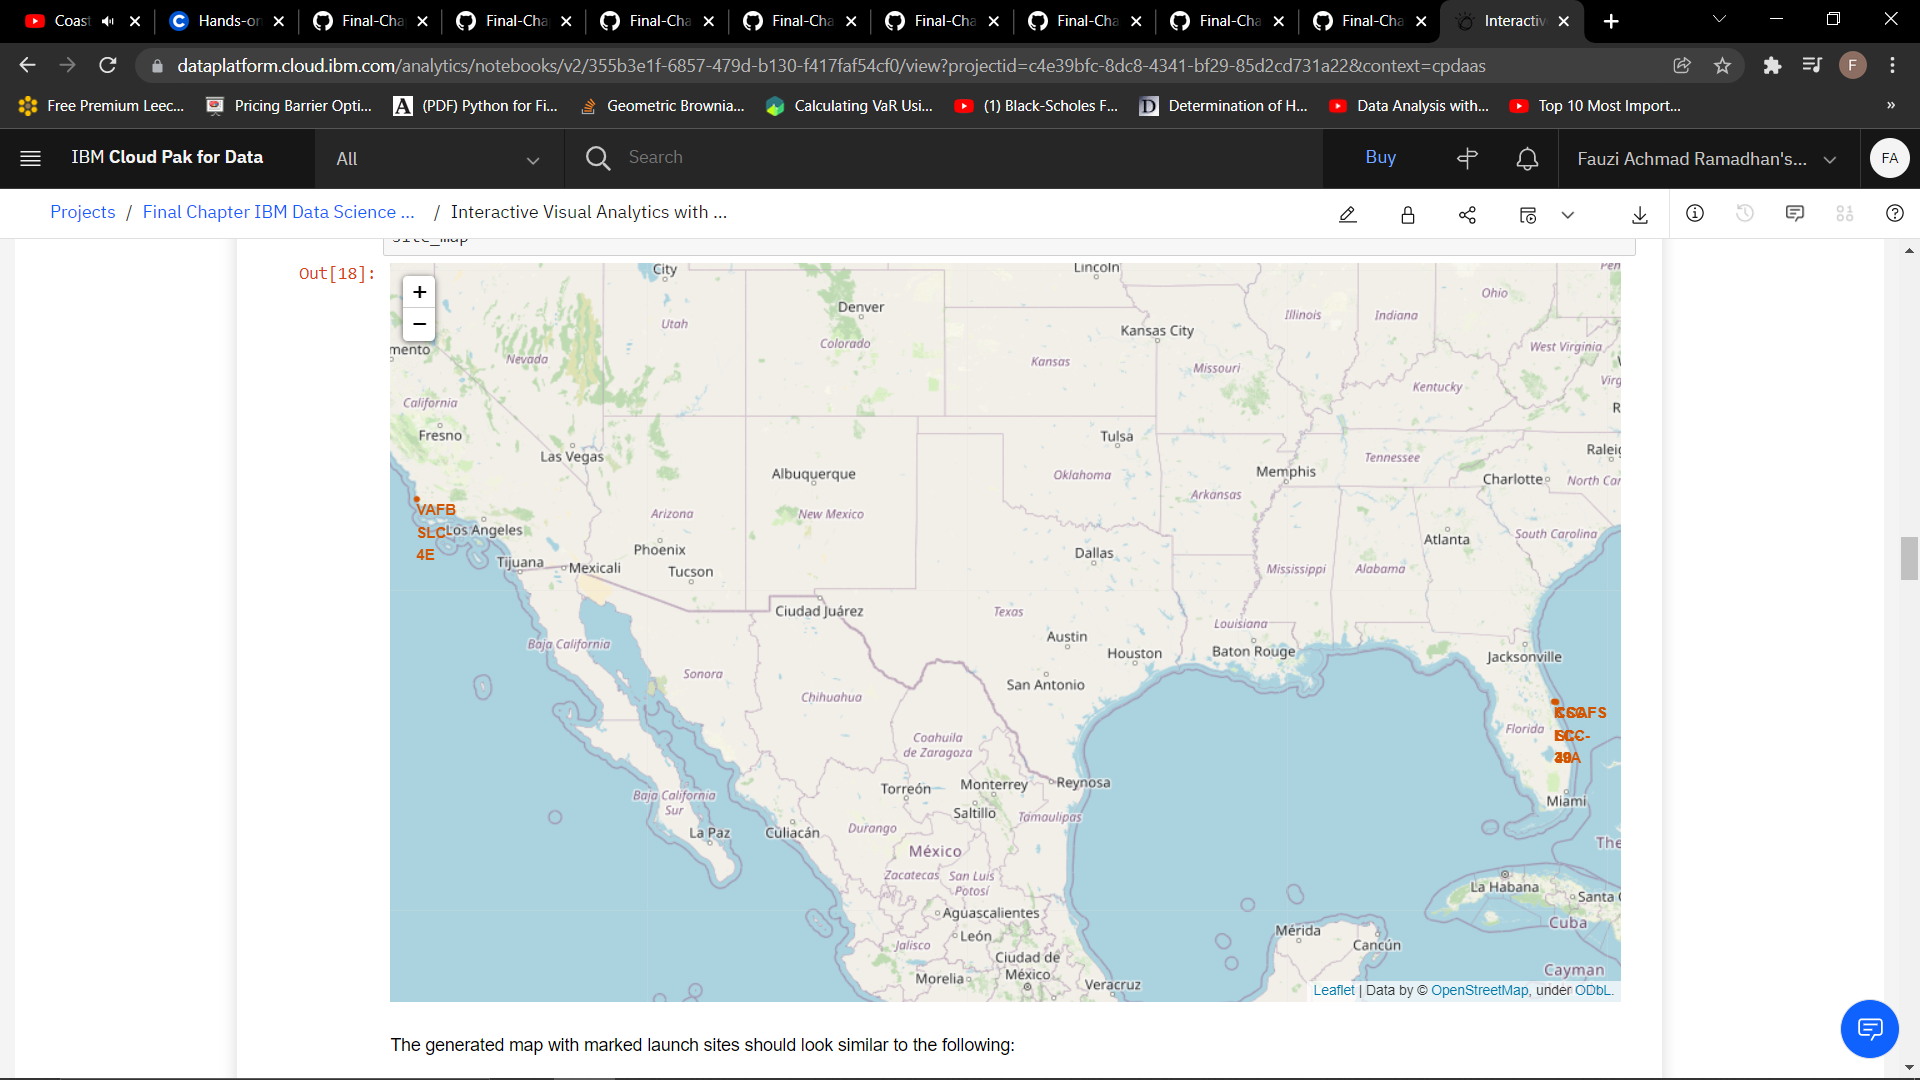 Coast
Hands-on
Final-Cha
Final-Cha
Final-Cha
Final-Cha
Final-Cha
Final-Cha
Final-Cha
Final-Cha
Interactiv
dataplatform.cloud.ibm.com/analytics/notebooks/v2/355b3e1f-6857-479d-b130-f417faf54cf0/view?projectid=c4e39bfc-8dc8-4341-bf29-85d2cd731a22&context=cpdaas
F
Free Premium Leec...
Pricing Barrier Opti...
(PDF) Python for Fi...
Geometric Brownia...
Calculating VaR Usi...
(1) Black-Scholes F...
Determination of H...
Data Analysis with...
Top 10 Most Import...
»
IBM Cloud Pak for Data
All
Search
Buy
Fauzi Achmad Ramadhan's...
FA
Projects / Final Chapter IBM Data Science ... / Interactive Visual Analytics with ...
site_map
Out[18]:
+
−
City
Lincoln
Pen
Denver
Ohio
Utah
Illinois
Indiana
Kansas City
mento
Colorado
West Virginia
Nevada
Kansas
Missouri
Virg
Kentucky
California
R
Fresno
Tulsa
Las Vegas
Raleig
Tennessee
Albuquerque
Oklahoma
Memphis
Charlotte
North Car
Arkansas
VAFB
SLC-
4E
Arizona
New Mexico
Los Angeles
South Carolina
Atlanta
Phoenix
Dallas
Tijuana
Mexicali
Tucson
Mississippi
Alabama
Ciudad Juárez
Texas
Louisiana
Austin
Baja California
Houston
Baton Rouge
Jacksonville
Sonora
San Antonio
Chihuahua
Florida
Coahuila
de Zaragoza
Torreón
Monterrey
Reynosa
Baja California
Sur
Saltillo
Tamaulipas
Miami
La Paz
Culiacán
Durango
The
México
Zacatecas
San Luis
Potosí
La Habana
Santa
Aguascalientes
Cuba
León
Mérida
Jalisco
Cancún
Ciudad de
México
Morelia
Veracruz
Cayman
Leaflet | Data by © OpenStreetMap, under ODbL.
The generated map with marked launch sites should look similar to the following: